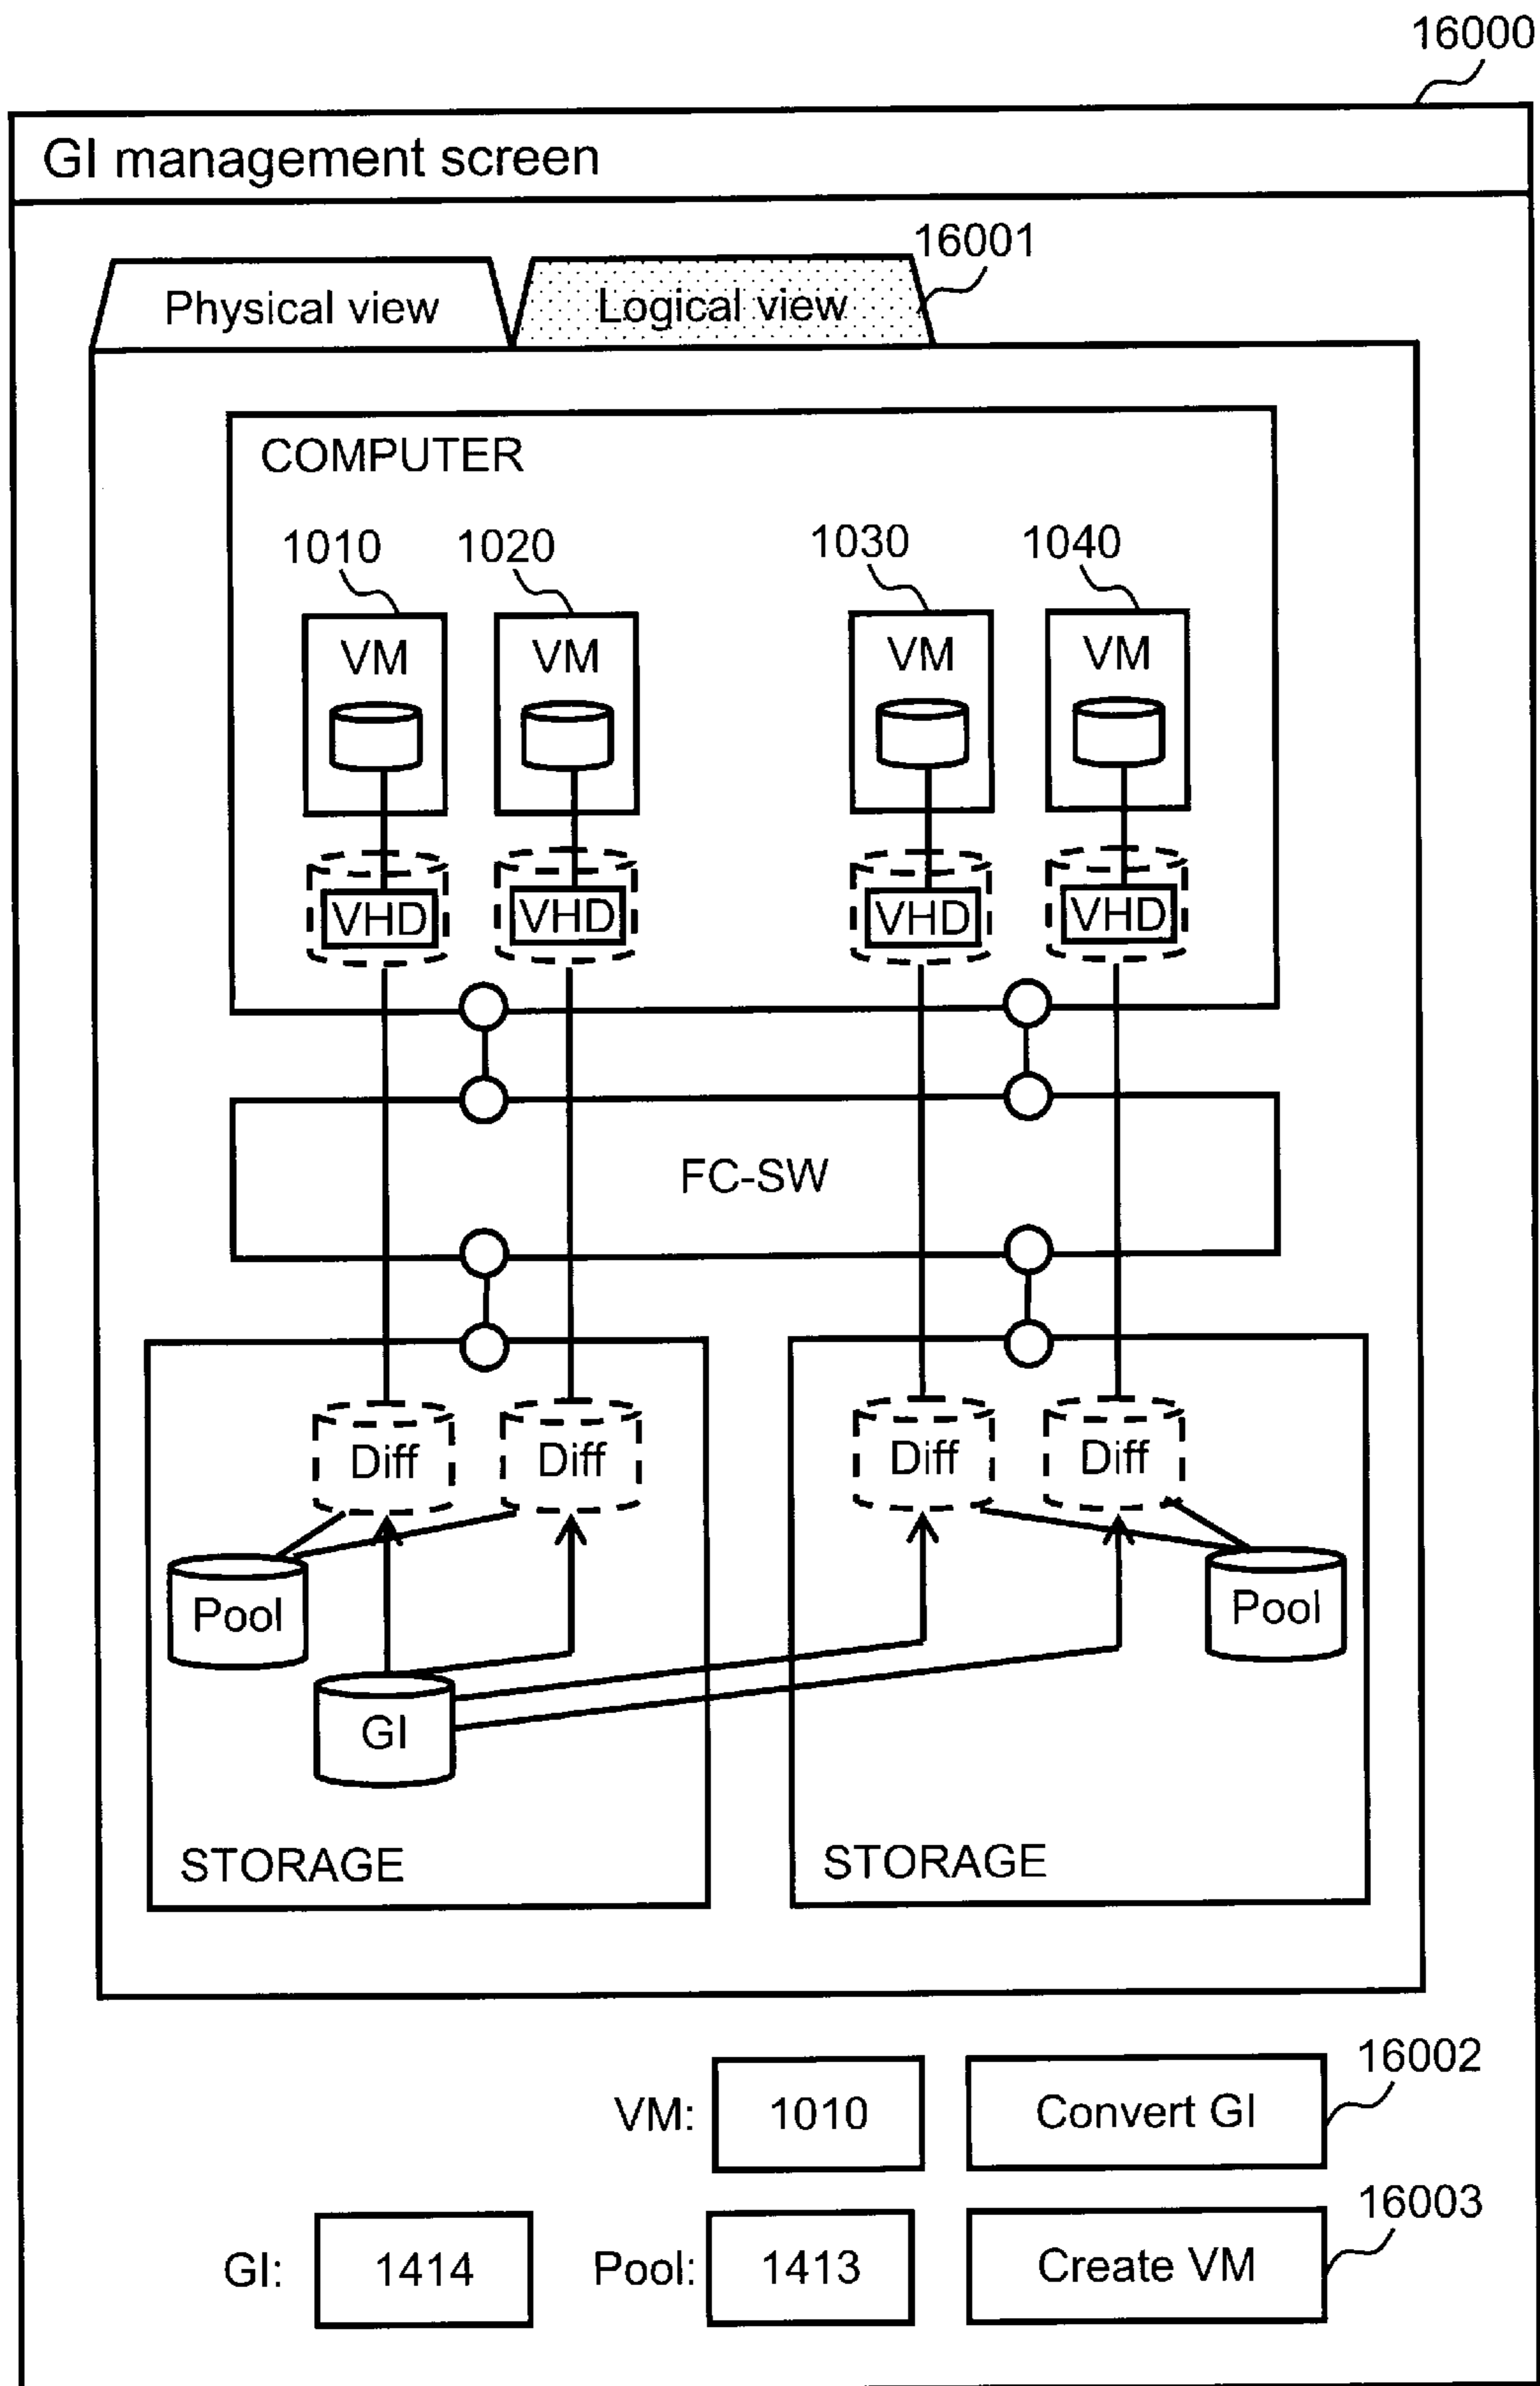 16000
GI management screen
16001
Physical view
Logical view
COMPUTER
1010
1020
1030
1040
VM
VM
VM
VM
VHD
VHD
VHD
VHD
FC-SW
Diff
Diff
Diff
Diff
Pool
Pool
GI
STORAGE
STORAGE
16002
VM:
1010
Convert GI
16003
GI:
1414
Pool:
1413
Create VM